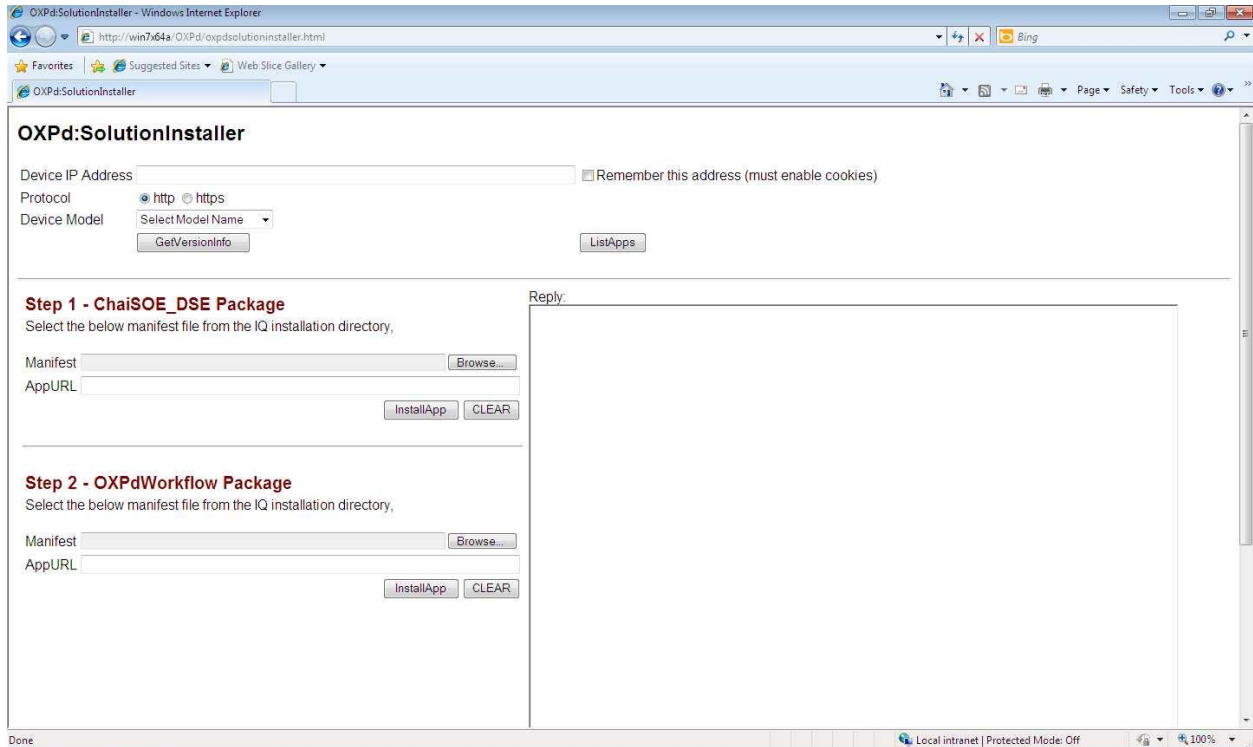 OXPd:SolutionInstaller - Windows Internet Explorer
http://win7x64a/OXPd/oxpdsolutioninstaller.html
Bing
Favorites
Suggested Sites
Web Slice Gallery
OXPd:SolutionInstaller
Page
Safety
Tools
OXPd:SolutionInstaller
Device IP Address
Remember this address (must enable cookies)
Protocol
http
https
Device Model
Select Model Name
GetVersionInfo
ListApps
Step 1 - ChaiSOE_DSE Package
Select the below manifest file from the IQ installation directory,
Manifest
Browse...
AppURL
InstallApp
CLEAR
Reply:
Step 2 - OXPdWorkflow Package
Select the below manifest file from the IQ installation directory,
Manifest
Browse...
AppURL
InstallApp
CLEAR
Done
Local intranet | Protected Mode: Off
100%